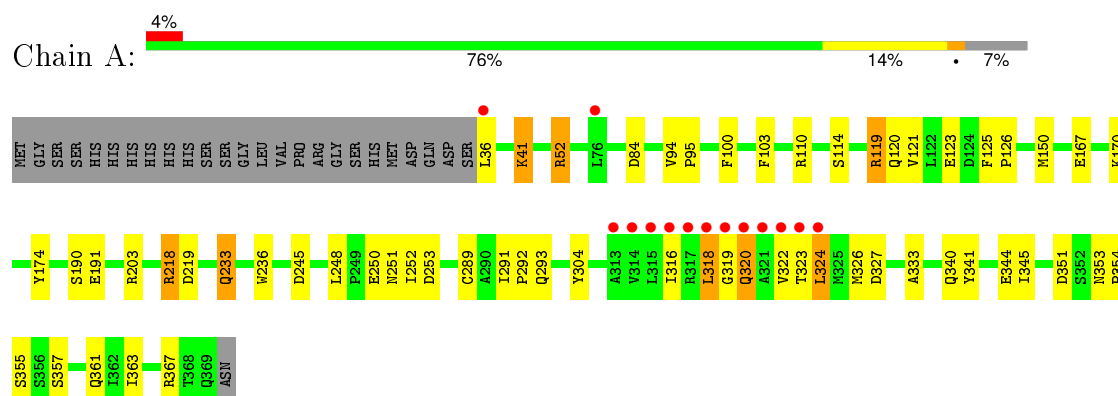 4%
Chain A:
76% 14% • 7%
MET GLY SER SER HIS HIS HIS HIS HIS HIS SER SER GLY LEU VAL PRO ARG GLY SER HIS MET ASP GLN ASP SER L36 K41 R52 L76 D84 V94 P95 F100 F103 R110 S114 R119 Q120 V121 L122 E123 D124 F125 P126 M150 E167 K170
Y174 S190 E191 R203 R218 D219 Q233 W236 D245 L248 P249 E250 N251 I252 D253 C289 A290 I291 P292 Q293 Y304 A313 V314 L315 I316 R317 L318 G319 Q320 A321 V322 T323 L324 M325 M326 D327 A333 Q340 Y341 E344 I345 D351 S352 N353 P354
S355 S356 S357 Q361 I362 I363 R367 T368 Q369 ASN